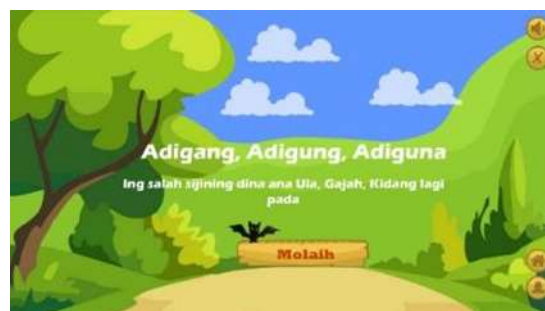 Adigang, Adigung, Adiguna
Ing salah sijining dina ana Ula, Gajah, Kidang lagi
pada
Molaih